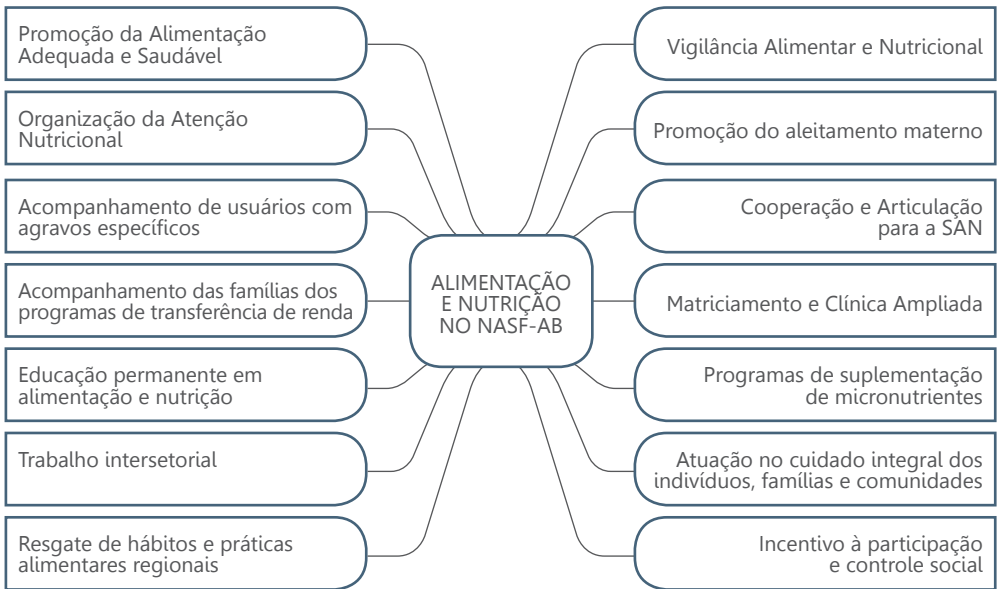 Promoção da Alimentação
Adequada e Saudável
Organização da Atenção
Nutricional
Acompanhamento de usuários com
agravos específicos
Acompanhamento das famílias dos
programas de transferência de renda
Educação permanente em
alimentação e nutrição
Trabalho intersetorial
Resgate de hábitos e práticas
alimentares regionais
ALIMENTAÇÃO
E NUTRIÇÃO
NO NASF-AB
Vigilância Alimentar e Nutricional
Promoção do aleitamento materno
Cooperação e Articulação
para a SAN
Matriciamento e Clínica Ampliada
Programas de suplementação
de micronutrientes
Atuação no cuidado integral dos
indivíduos, famílias e comunidades
Incentivo à participação
e controle social